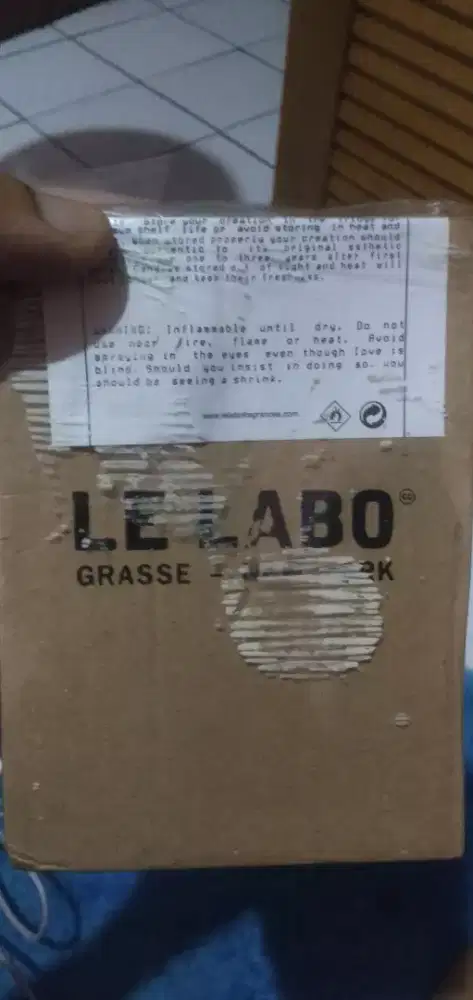 store your creation in the fridge for
shelf life or avoid storing in heat and
when stored properly your creation should
to its original esthetic
one to three years after first
stored out of light and heat will
and keep their freshness.
Inflammable until dry. Do not
use near fire, flame or heat. Avoid
spraying in the eyes even though love is
blind. Should you insist in doing so, you
should be seeing a shrink.
www.lelabofragrances.com
LE LABO
GRASSE -